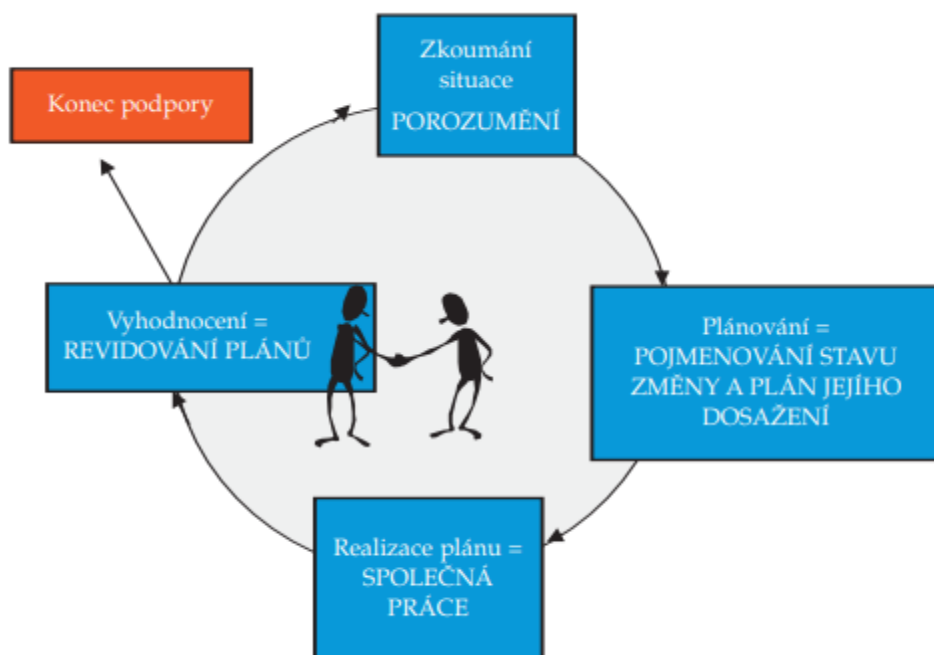 Zkoumání
situace
POROZUMĚNÍ
Konec podpory
Vyhodnocení =
REVIDOVÁNÍ PLÁNŮ
Plánování =
POJMENOVÁNÍ STAVU
ZMĚNY A PLÁN JEJÍHO
DOSAŽENÍ
Realizace plánu =
SPOLEČNÁ
PRÁCE